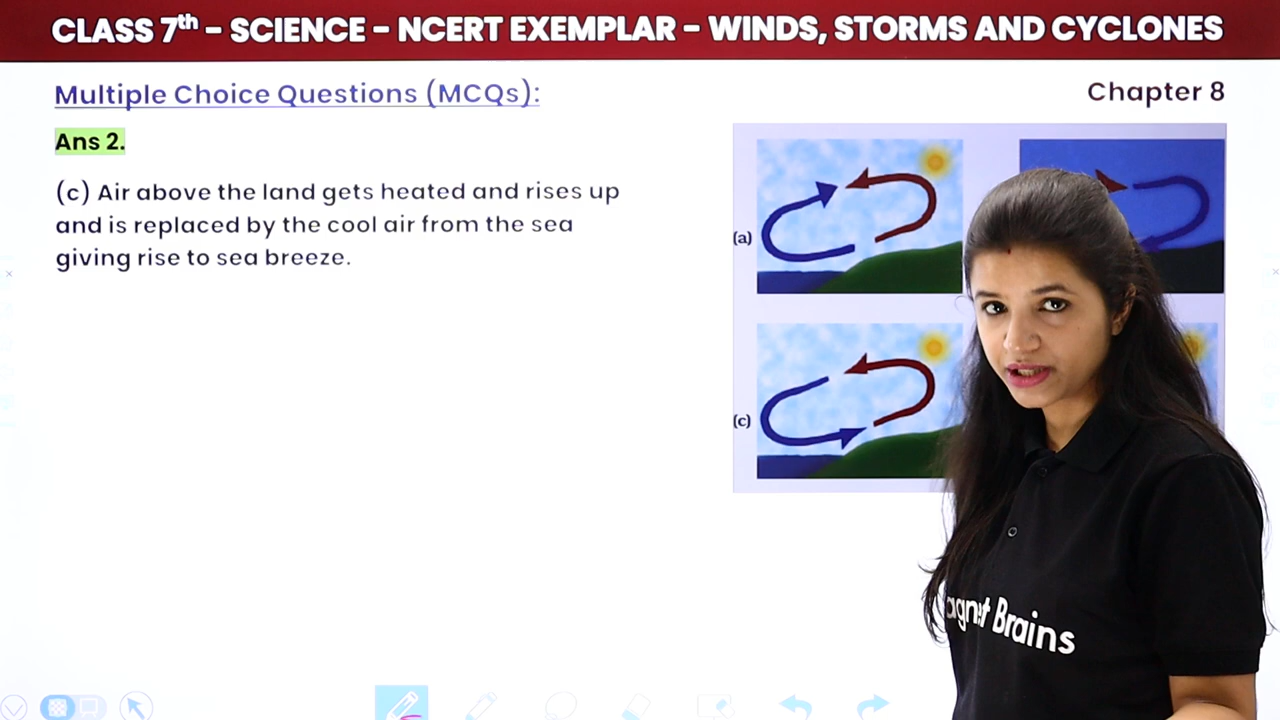 CLASS 7th – SCIENCE – NCERT EXEMPLAR – WINDS, STORMS AND CYCLONES
Multiple Choice Questions (MCQs):
Chapter 8
Ans 2.
(c) Air above the land gets heated and rises up
and is replaced by the cool air from the sea
giving rise to sea breeze.
(a)
(c)
agnet Brains